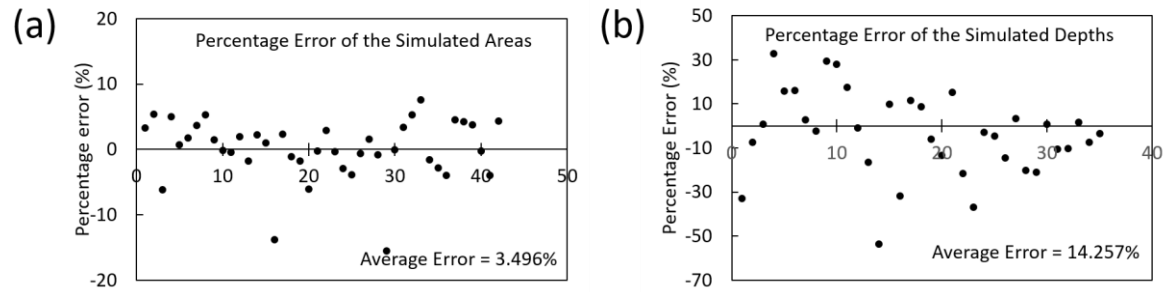 (a)
Percentage Error of the Simulated Areas
Percentage error (%)
20
10
0
-10
-20
0 10 20 30 40 50
Average Error = 3.496%
(b)
Percentage Error of the Simulated Depths
Percentage Error (%)
50
30
10
-10
-30
-50
-70
0 10 20 30 40
Average Error = 14.257%